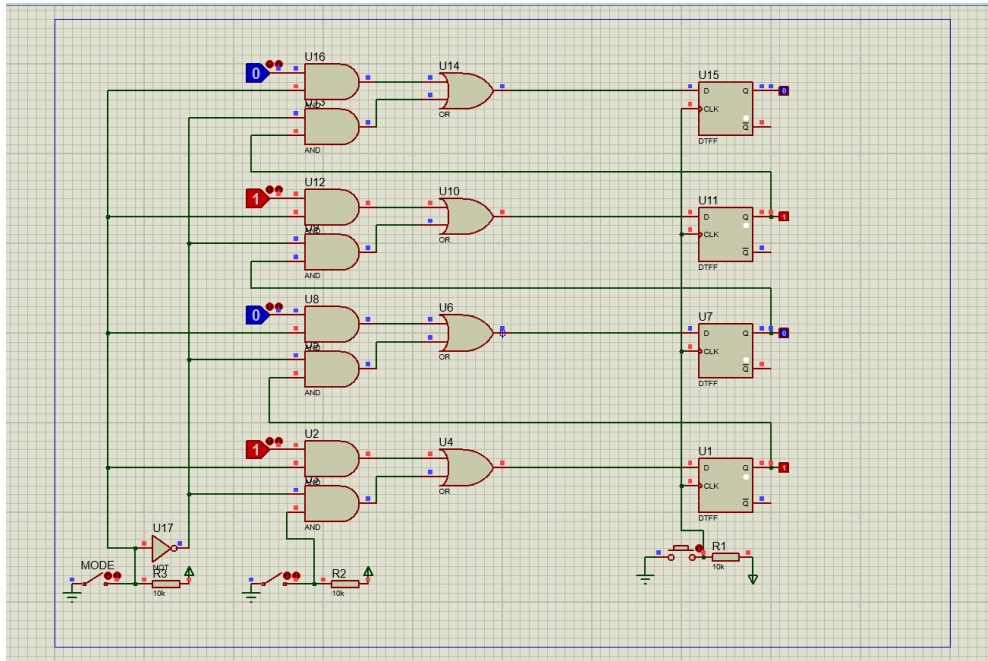 U16
0
AND
U14
OR
U15
D Q
CLK
Q
DTFF
0
AND
U12
1
U10
OR
U11
D Q
CLK
Q
DTFF
1
AND
U8
0
U6
OR
U7
D Q
CLK
Q
DTFF
0
AND
U2
1
U4
OR
U1
D Q
CLK
Q
DTFF
1
AND
U17
NOT
MODE
R3
10k
R2
10k
R1
10k